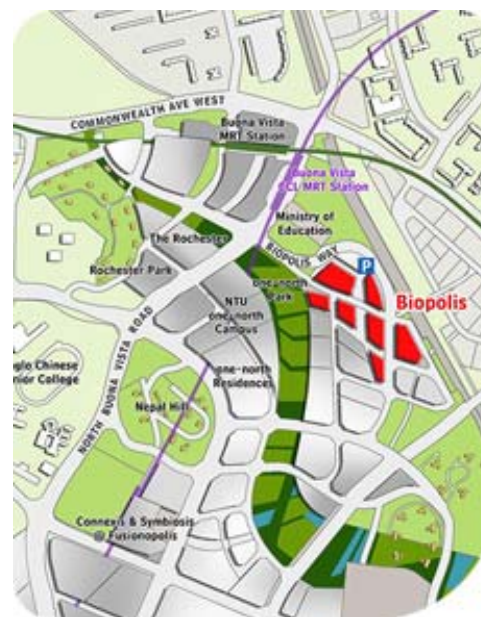 COMMONWEALTH AVE WEST
Buona Vista
MRT Station
Buona Vista
CCL MRT Station
Ministry of
Education
The Rochester
BIOPOLIS WAY
P
Rochester Park
one-north
Park
Biopolis
NTU
one-north
Campus
NORTH BUONA VISTA ROAD
glo Chinese
nior College
one-north
Residences
Nepal Hill
Connexis & Symbiosis
@ Fusionopolis